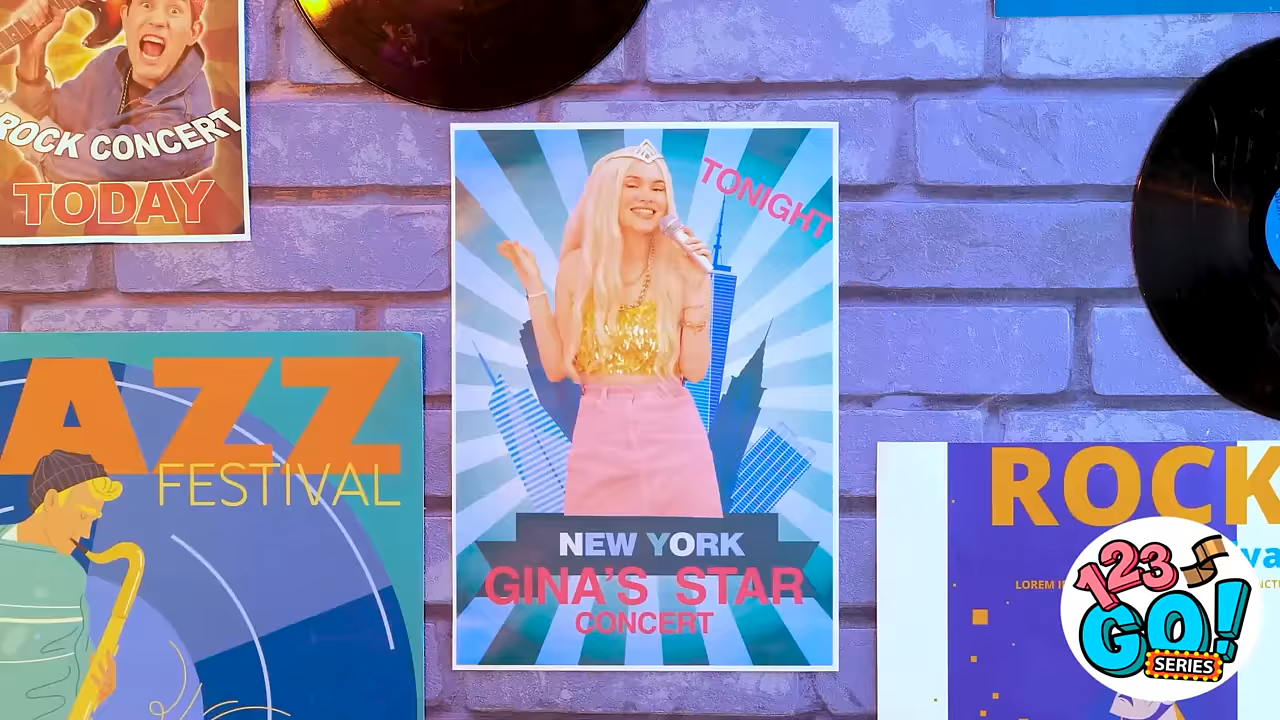 ROCK CONCERT
TODAY
AZZ
FESTIVAL
TONIGHT
NEW YORK
GINA'S STAR
CONCERT
ROCK
LOREM
123
GO!
SERIES